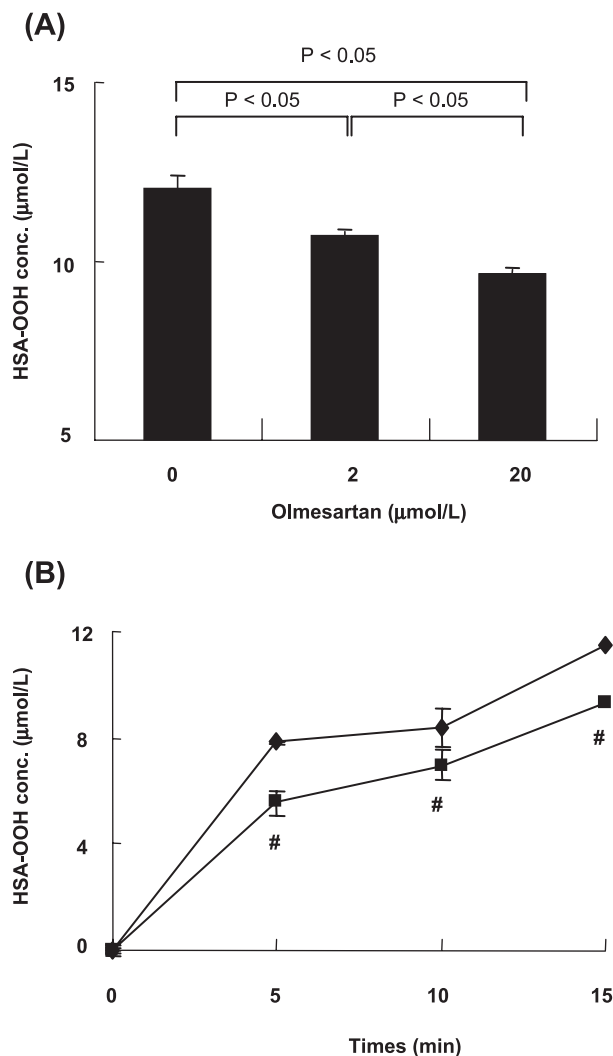 (A)
P < 0.05
P < 0.05 P < 0.05
15
10
5
HSA-OOH conc. (µmol/L)
0 2 20
Olmesartan (µmol/L)
(B)
12
8
4
0
HSA-OOH conc. (µmol/L)
# # #
0 5 10 15
Times (min)